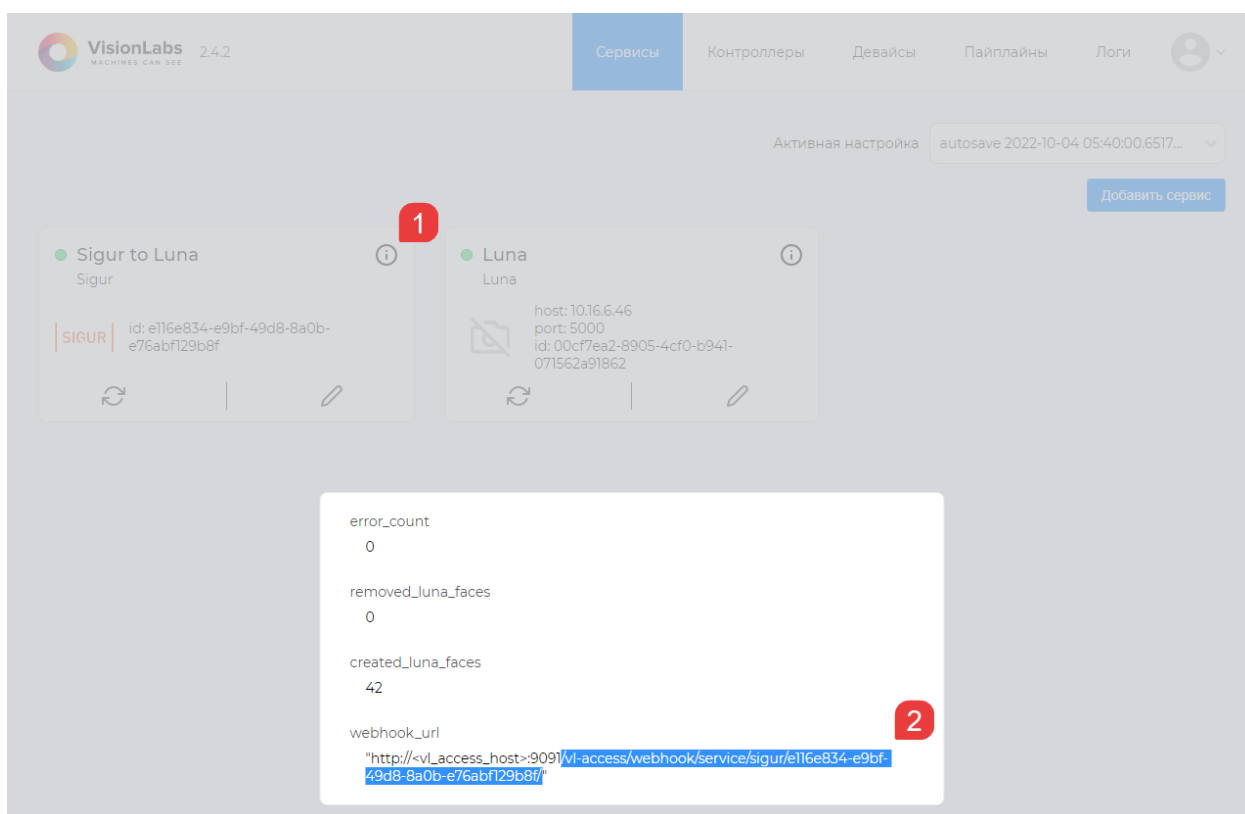 VisionLabs 2.4.2
MACHINES CAN SEE
Сервисы Контроллеры Девайсы Пайплайны Логи
Активная настройка autosave 2022-10-04 05:40:00.6517...
Добавить сервис
1
Sigur to Luna
Sigur
SIGUR
id: e116e834-e9bf-49d8-8a0b-
e76abf129b8f
Luna
Luna
host: 10.16.6.46
port: 5000
id: 00cf7ea2-8905-4cf0-b941-
071562a91862
error_count
0
removed_luna_faces
0
created_luna_faces
42
2
webhook_url
"http://<vl_access_host>:9091/vl-access/webhook/service/sigur/e116e834-e9bf-
49d8-8a0b-e76abf129b8f/"